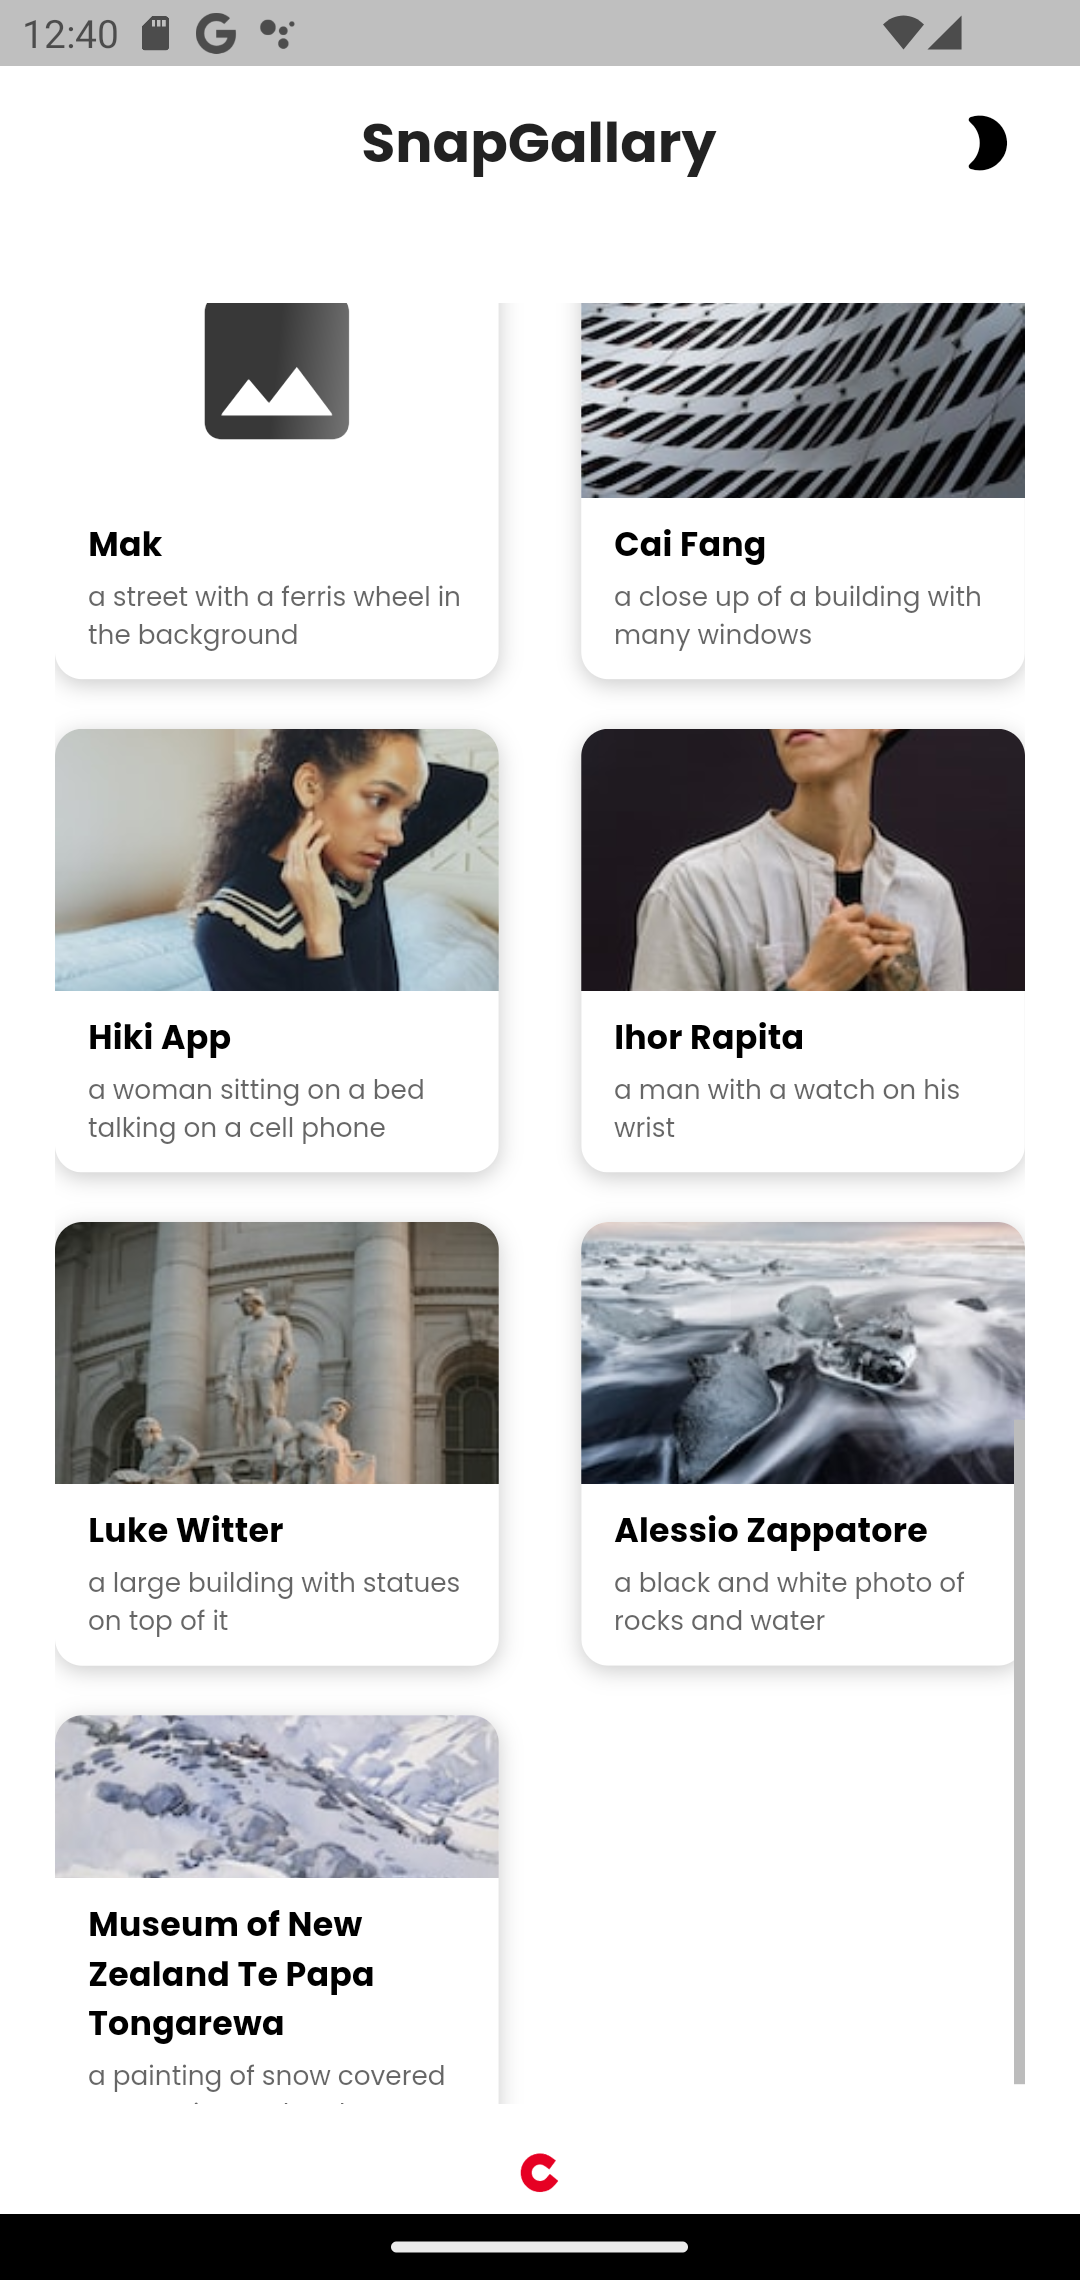 12:40
SnapGallary
Mak
a street with a ferris wheel in
the background
Cai Fang
a close up of a building with
many windows
Hiki App
a woman sitting on a bed
talking on a cell phone
Ihor Rapita
a man with a watch on his
wrist
Luke Witter
a large building with statues
on top of it
Alessio Zappatore
a black and white photo of
rocks and water
Museum of New
Zealand Te Papa
Tongarewa
a painting of snow covered